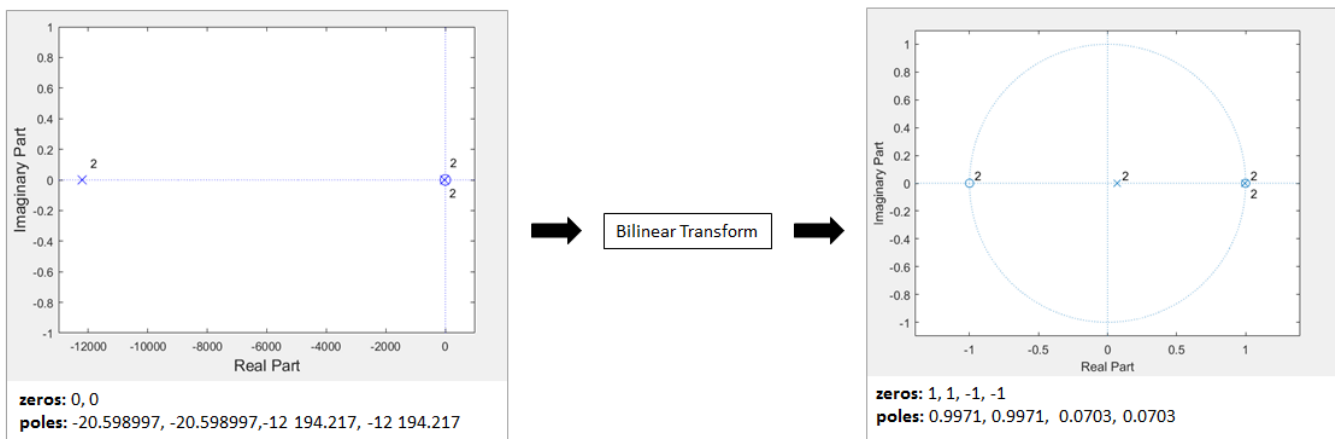 1
0.8
0.6
0.4
0.2
0
-0.2
-0.4
-0.6
-0.8
-1
Imaginary Part
2
2
2
-12000 -10000 -8000 -6000 -4000 -2000 0
Real Part
zeros: 0, 0
poles: -20.598997, -20.598997,-12 194.217, -12 194.217
Bilinear Transform
1
0.8
0.6
0.4
0.2
0
-0.2
-0.4
-0.6
-0.8
-1
Imaginary Part
2
2
2
2
-1 -0.5 0 0.5 1
Real Part
zeros: 1, 1, -1, -1
poles: 0.9971, 0.9971, 0.0703, 0.0703